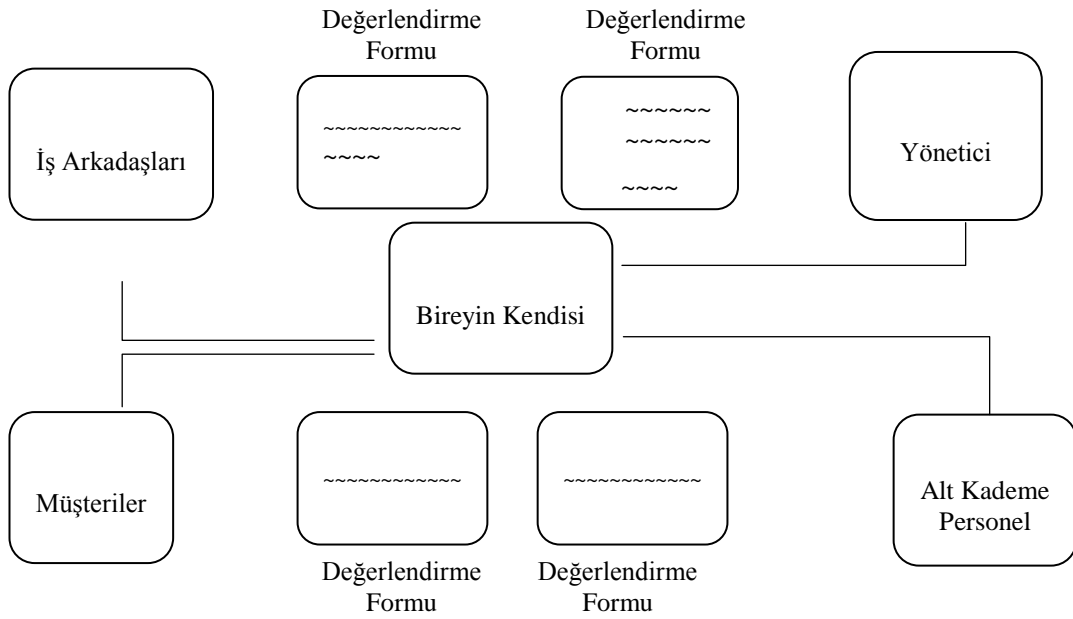 Değerlendirme
Formu
Değerlendirme
Formu
İş Arkadaşları
~~~~~~~~~~~~
~~~~
~~~~~~
~~~~~~
~~~~
Yönetici
Bireyin Kendisi
Müşteriler
~~~~~~~~~~~~
~~~~~~~~~~~~
Alt Kademe
Personel
Değerlendirme
Formu
Değerlendirme
Formu